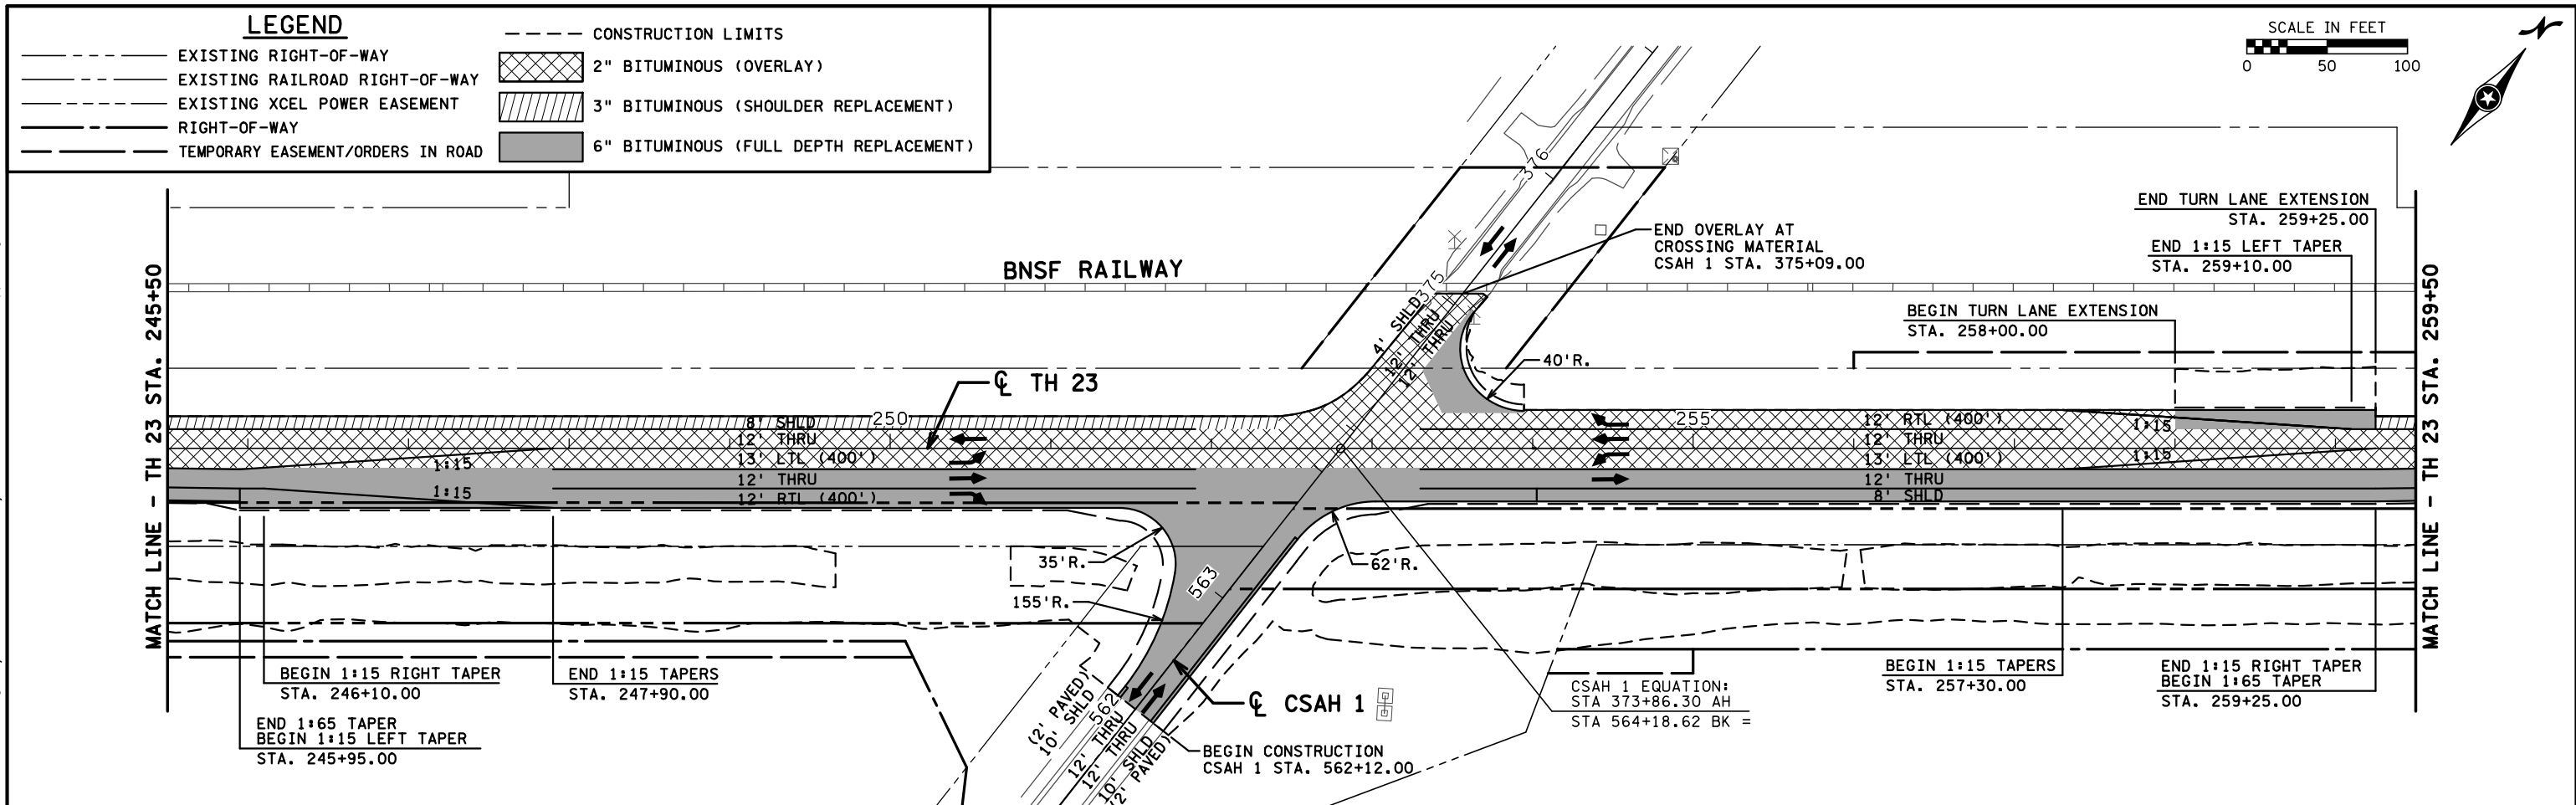 LEGEND
EXISTING RIGHT-OF-WAY
EXISTING RAILROAD RIGHT-OF-WAY
EXISTING XCEL POWER EASEMENT
RIGHT-OF-WAY
TEMPORARY EASEMENT/ORDERS IN ROAD
CONSTRUCTION LIMITS
2" BITUMINOUS (OVERLAY)
3" BITUMINOUS (SHOULDER REPLACEMENT)
6" BITUMINOUS (FULL DEPTH REPLACEMENT)
SCALE IN FEET
0 50 100
N
MATCH LINE - TH 23 STA. 245+50
BNSF RAILWAY
℄ TH 23
376
375
4' SHLD
12' THRU
12' THRU
END OVERLAY AT
CROSSING MATERIAL
CSAH 1 STA. 375+09.00
40'R.
END TURN LANE EXTENSION
STA. 259+25.00
END 1:15 LEFT TAPER
STA. 259+10.00
BEGIN TURN LANE EXTENSION
STA. 258+00.00
MATCH LINE - TH 23 STA. 259+50
8' SHLD
250
12' THRU
13' LTL (400')
12' THRU
12' RTL (400')
1:15
1:15
255
12' RTL (400')
12' THRU
13' LTL (400')
12' THRU
8' SHLD
1:15
1:15
35'R.
155'R.
62'R.
563
562
BEGIN 1:15 RIGHT TAPER
STA. 246+10.00
END 1:15 TAPERS
STA. 247+90.00
END 1:65 TAPER
BEGIN 1:15 LEFT TAPER
STA. 245+95.00
(2' PAVED)
10' SHLD
12' THRU
12' THRU
10' SHLD
(2' PAVED)
℄ CSAH 1
BEGIN CONSTRUCTION
CSAH 1 STA. 562+12.00
CSAH 1 EQUATION:
STA 373+86.30 AH
STA 564+18.62 BK =
BEGIN 1:15 TAPERS
STA. 257+30.00
END 1:15 RIGHT TAPER
BEGIN 1:65 TAPER
STA. 259+25.00